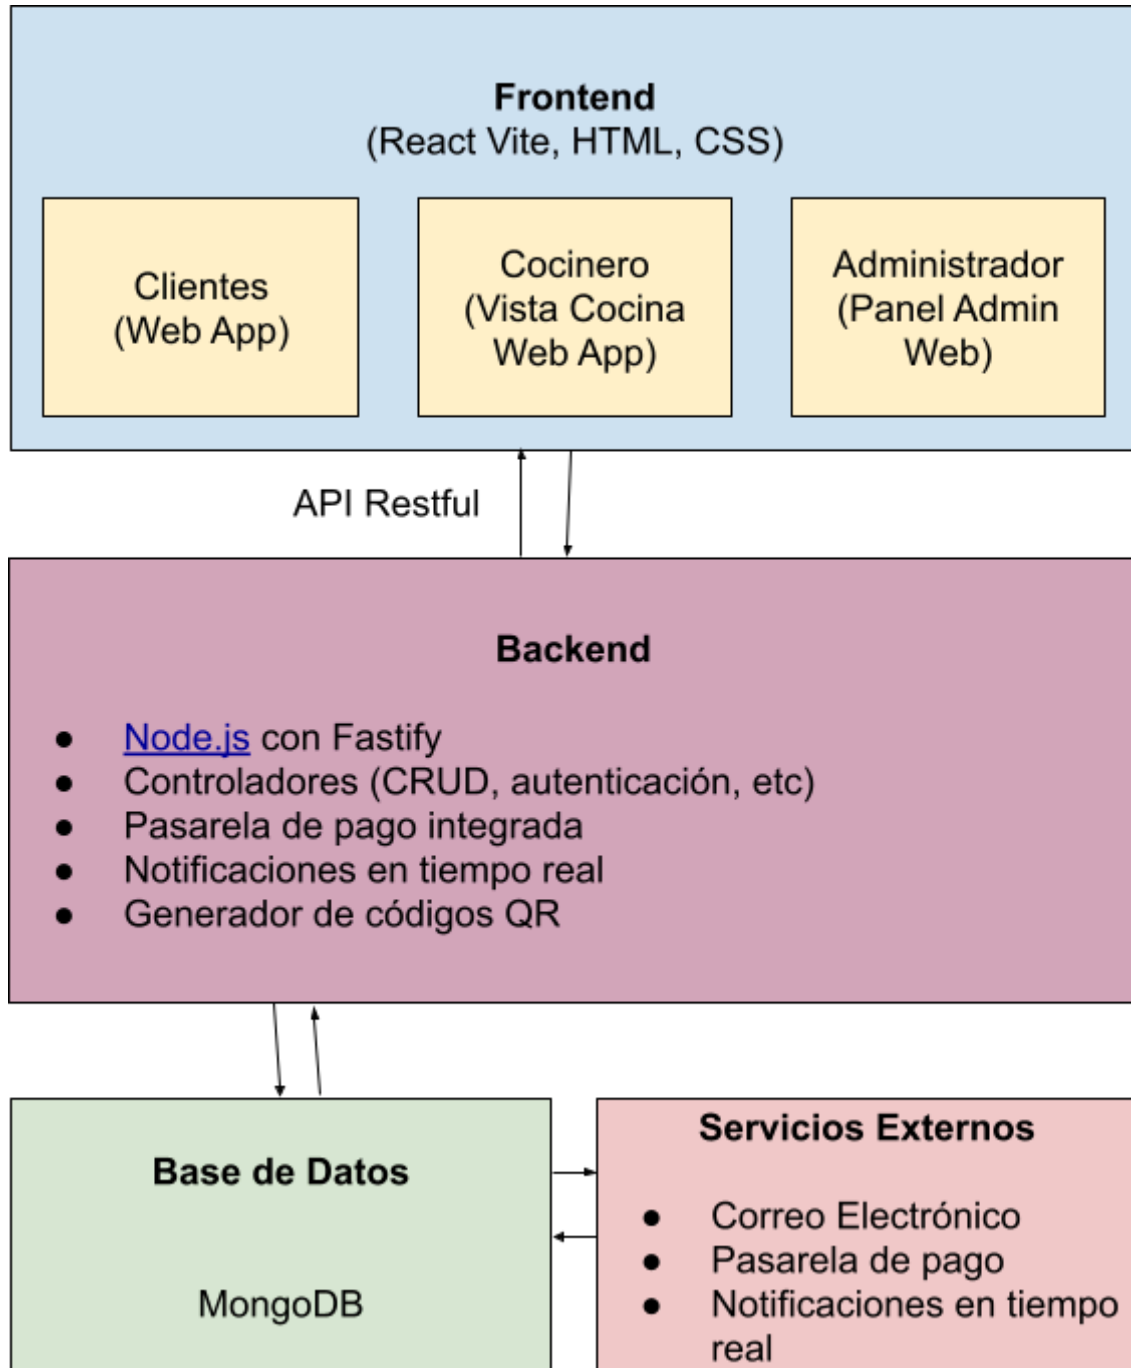 Frontend
(React Vite, HTML, CSS)
Clientes
(Web App)
Cocinero
(Vista Cocina
Web App)
Administrador
(Panel Admin
Web)
API Restful
Backend
● Node.js con Fastify
● Controladores (CRUD, autenticación, etc)
● Pasarela de pago integrada
● Notificaciones en tiempo real
● Generador de códigos QR
Base de Datos
MongoDB
Servicios Externos
● Correo Electrónico
● Pasarela de pago
● Notificaciones en tiempo
real